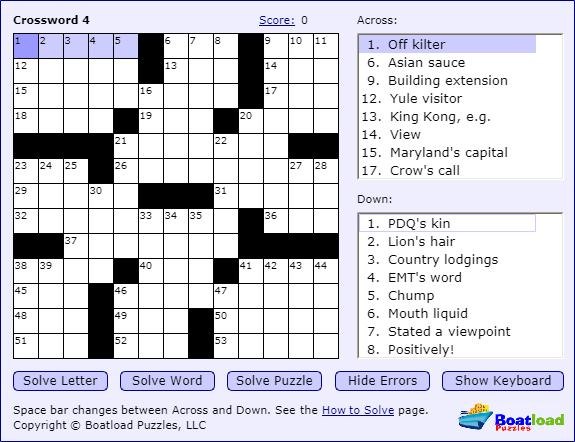 Crossword 4
Score: 0
1 2 3 4 5 6 7 8 9 10 11
12 13 14
15 16 17
18 19 20
21 22
23 24 25 26 27 28
29 30 31
32 33 34 35 36
37
38 39 40 41 42 43 44
45 46 47
48 49 50
51 52 53
Across:
1. Off kilter
6. Asian sauce
9. Building extension
12. Yule visitor
13. King Kong, e.g.
14. View
15. Maryland's capital
17. Crow's call
Down:
1. PDQ's kin
2. Lion's hair
3. Country lodgings
4. EMT's word
5. Chump
6. Mouth liquid
7. Stated a viewpoint
8. Positively!
Solve Letter Solve Word Solve Puzzle Hide Errors Show Keyboard
Space bar changes between Across and Down. See the How to Solve page.
Copyright © Boatload Puzzles, LLC
Boatload
Puzzles